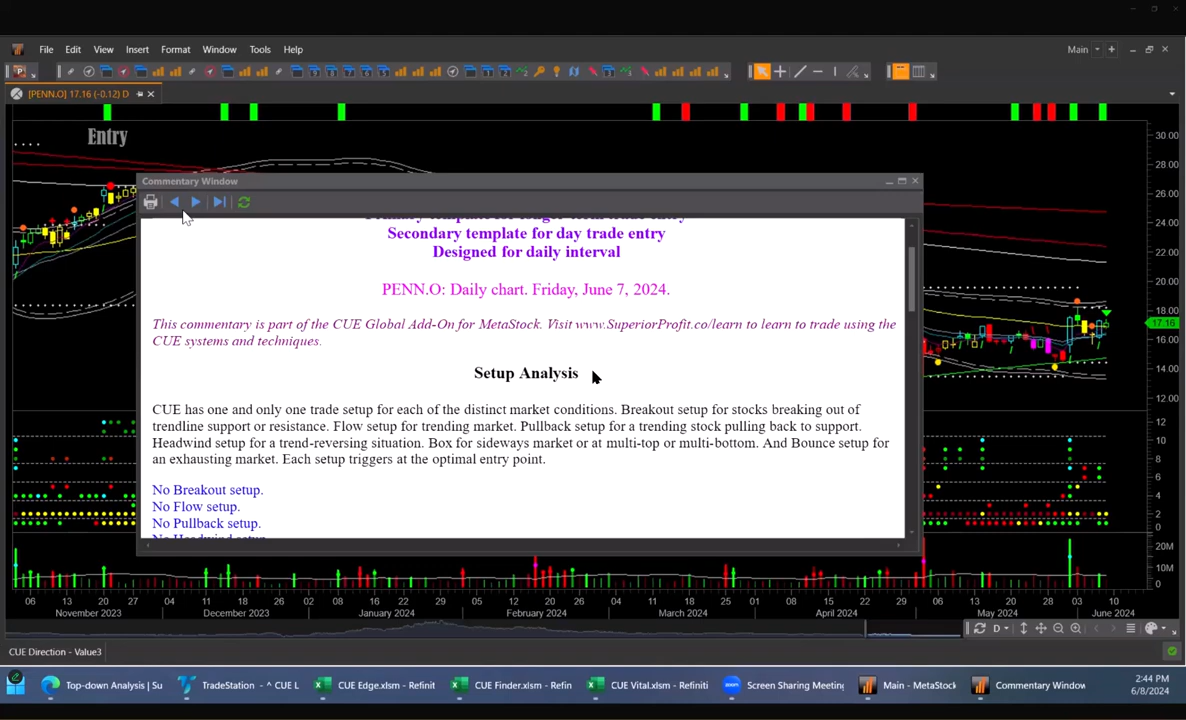 File Edit View Insert Format Window Tools Help Main
[PENN.O] 17.16 (-0.12) D
Entry
30.00
28.00
26.00
24.00
22.00
20.00
18.00
17.16
16.00
14.00
12.00
Commentary Window
Secondary template for day trade entry
Designed for daily interval
PENN.O: Daily chart. Friday, June 7, 2024.
This commentary is part of the CUE Global Add-On for MetaStock. Visit www.SuperiorProfit.co/learn to learn to trade using the
CUE systems and techniques.
Setup Analysis
CUE has one and only one trade setup for each of the distinct market conditions. Breakout setup for stocks breaking out of
trendline support or resistance. Flow setup for trending market. Pullback setup for a trending stock pulling back to support.
Headwind setup for a trend-reversing situation. Box for sideways market or at multi-top or multi-bottom. And Bounce setup for
an exhausting market. Each setup triggers at the optimal entry point.
No Breakout setup.
No Flow setup.
No Pullback setup.
12
10
8
6
4
2
0
20M
10M
0
06 13 20 27 04 11 18 26 02 08 16 22 29 05 12 20 26 04 11 18 25 01 08 15 22 29 06 13 20 28 03 10
November 2023 December 2023 January 2024 February 2024 March 2024 April 2024 May 2024 June 2024
D
CUE Direction - Value3
Top-down Analysis | Su TradeStation - ^ CUE L CUE Edge.xlsm - Refinit CUE Finder.xlsm - Refin CUE Vital.xlsm - Refiniti Screen Sharing Meeting Main - MetaStock Commentary Window
2:44 PM
6/8/2024